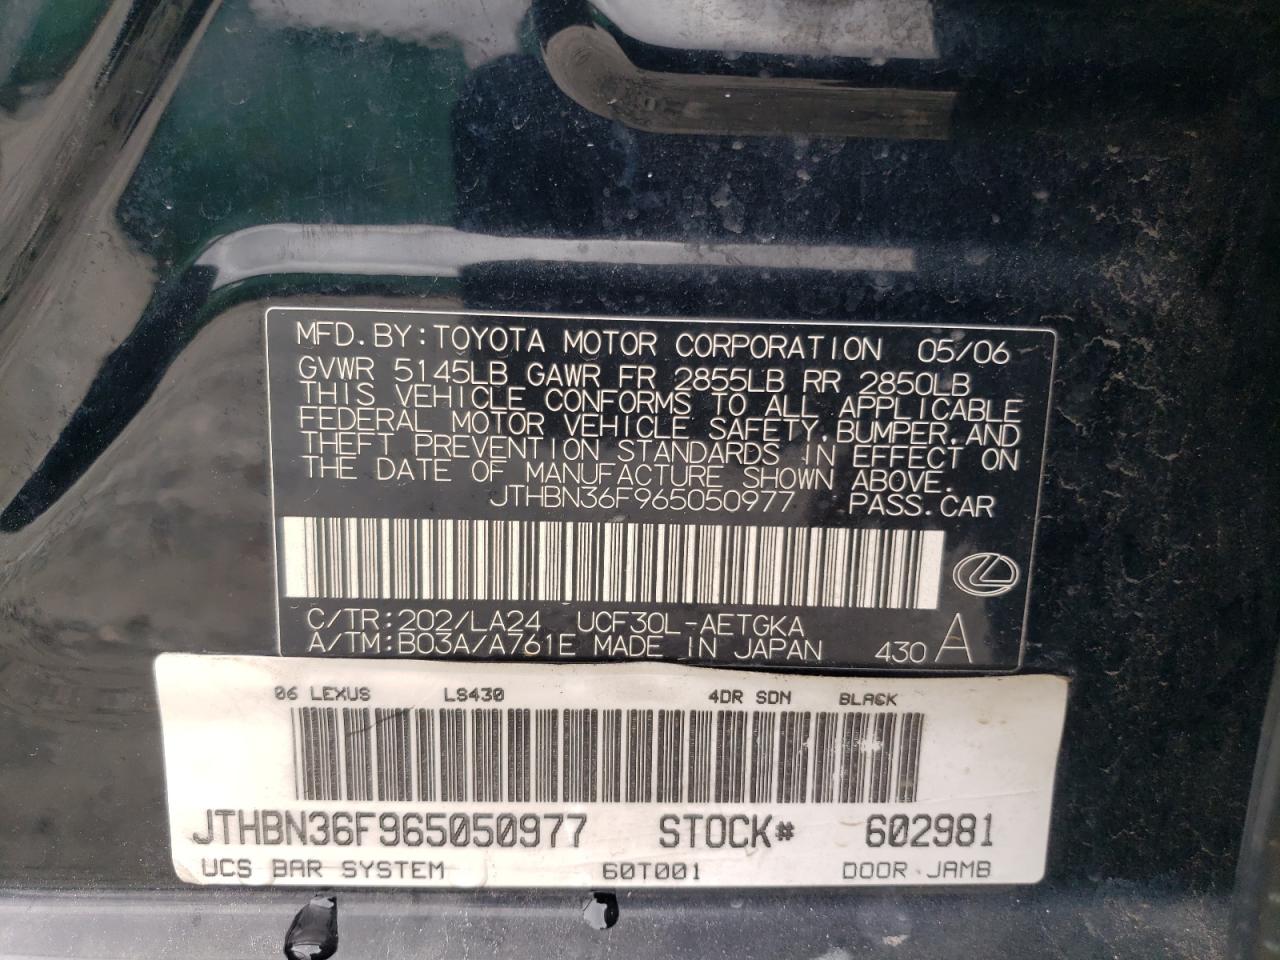 MFD.BY:TOYOTA MOTOR CORPORATION 05/06
GVWR 5145LB GAWR FR 2855LB RR 2850LB
THIS VEHICLE CONFORMS TO ALL APPLICABLE
FEDERAL MOTOR VEHICLE SAFETY,BUMPER,AND
THEFT PREVENTION STANDARDS IN EFFECT ON
THE DATE OF MANUFACTURE SHOWN ABOVE.
JTHBN36F965050977 PASS.CAR
C/TR:202/LA24 UCF30L-AETGKA
A/TM:B03A/A761E MADE IN JAPAN 430 A
06 LEXUS LS430 4DR SDN BLACK
JTHBN36F965050977 STOCK# 602981
UCS BAR SYSTEM 60T001 DOOR JAMB